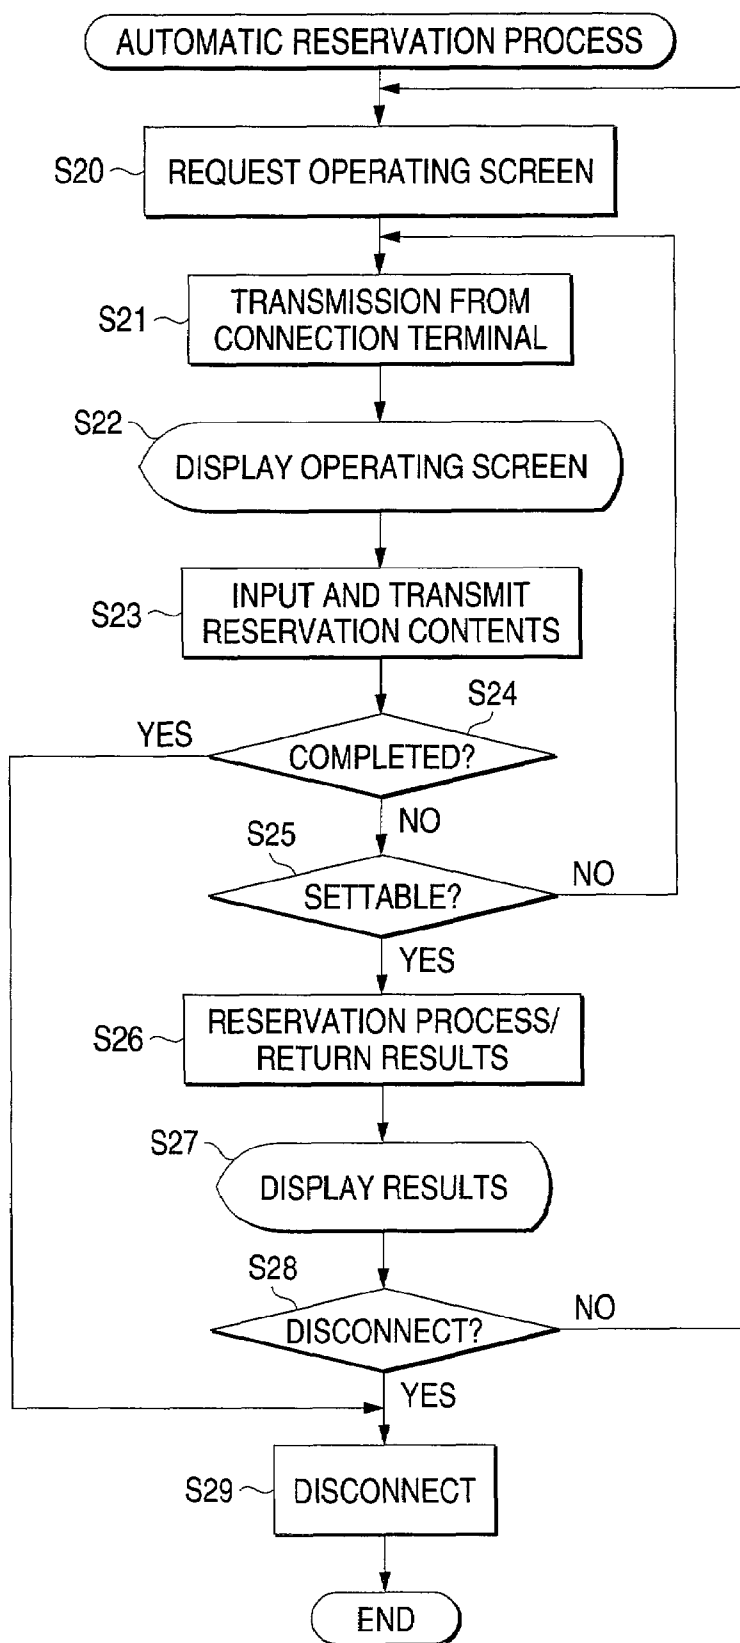 AUTOMATIC RESERVATION PROCESS
S20
REQUEST OPERATING SCREEN
S21
TRANSMISSION FROM
CONNECTION TERMINAL
S22
DISPLAY OPERATING SCREEN
S23
INPUT AND TRANSMIT
RESERVATION CONTENTS
S24
YES
COMPLETED?
NO
S25
SETTABLE?
NO
YES
S26
RESERVATION PROCESS/
RETURN RESULTS
S27
DISPLAY RESULTS
S28
DISCONNECT?
NO
YES
S29
DISCONNECT
END